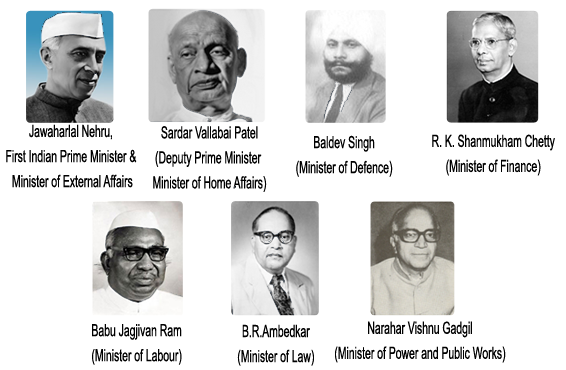 Jawaharlal Nehru,
First Indian Prime Minister &
Minister of External Affairs
Sardar Vallabai Patel
(Deputy Prime Minister
Minister of Home Affairs)
Baldev Singh
(Minister of Defence)
R. K. Shanmukham Chetty
(Minister of Finance)
Babu Jagjivan Ram
(Minister of Labour)
B.R.Ambedkar
(Minister of Law)
Narahar Vishnu Gadgil
(Minister of Power and Public Works)